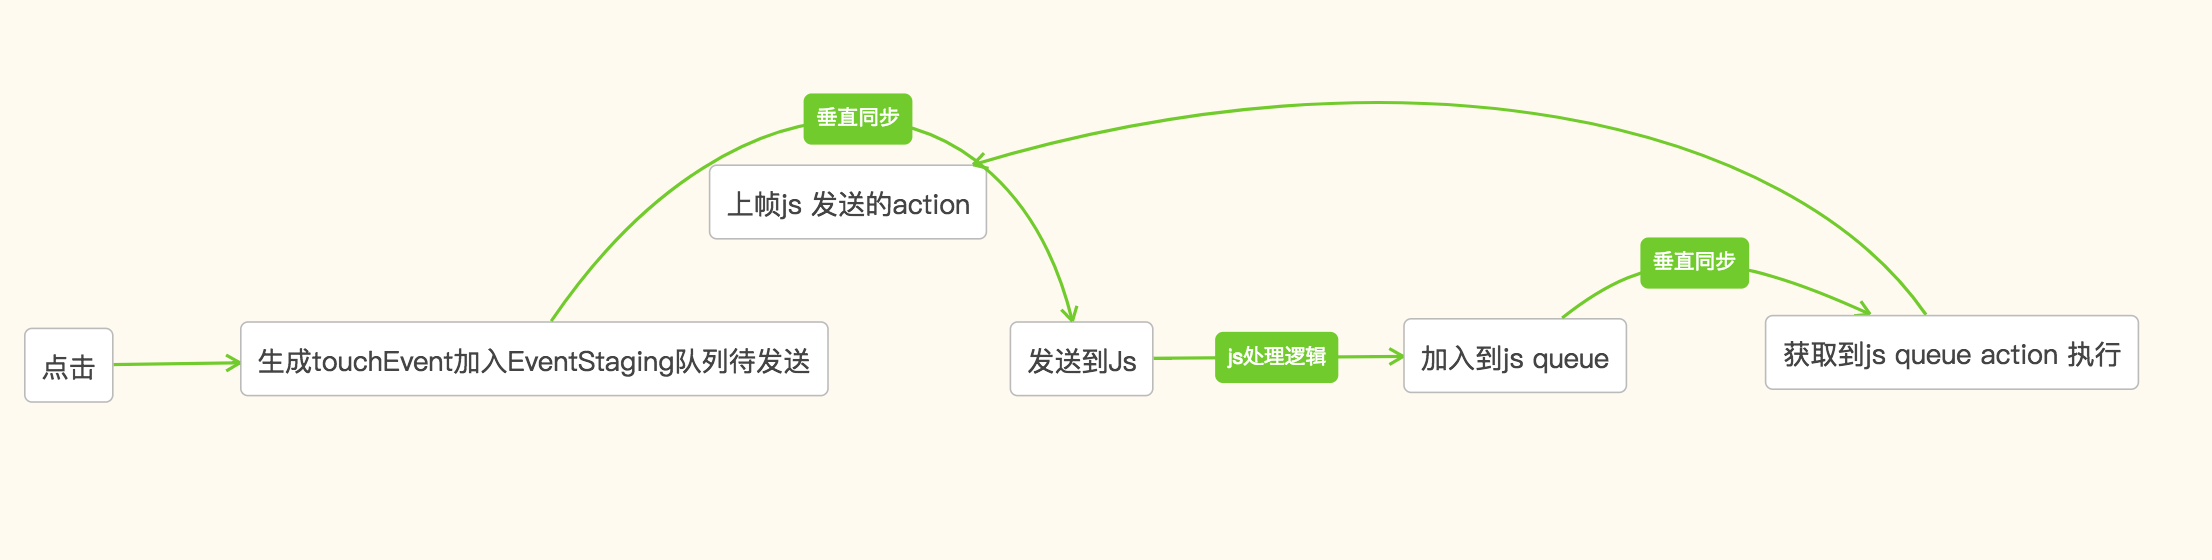 垂直同步
上帧js 发送的action
垂直同步
点击
生成touchEvent加入EventStaging队列待发送
发送到Js
js处理逻辑
加入到js queue
获取到js queue action 执行